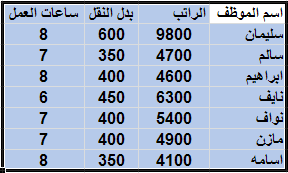 اسم الموظف الراتب بدل النقل ساعات العمل
سليمان 9800 600 8
سالم 4700 350 7
ابراهيم 4600 400 8
نايف 6300 450 6
نواف 5400 400 7
مازن 4900 400 7
اسامه 4100 350 8